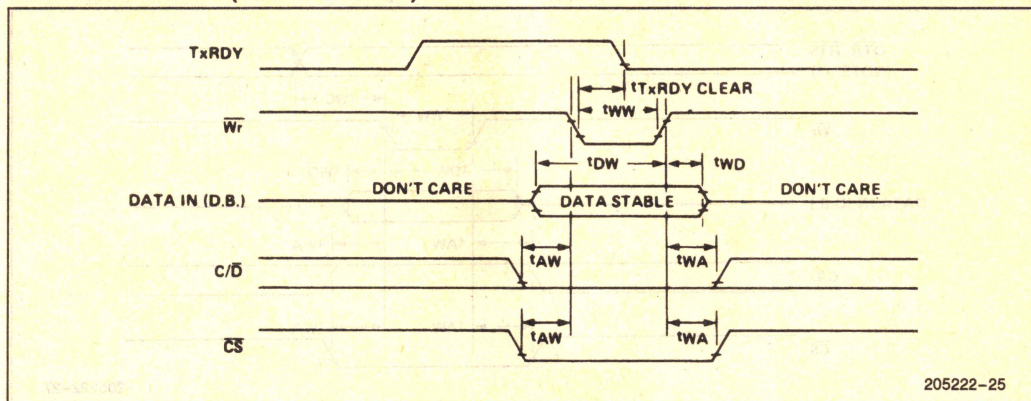 TxRDY
tTxRDY CLEAR
tWW
Wr
tDW
tWD
DATA IN (D.B.)
DON'T CARE
DATA STABLE
DON'T CARE
tAW
tWA
C/D
tAW
tWA
CS
205222-25